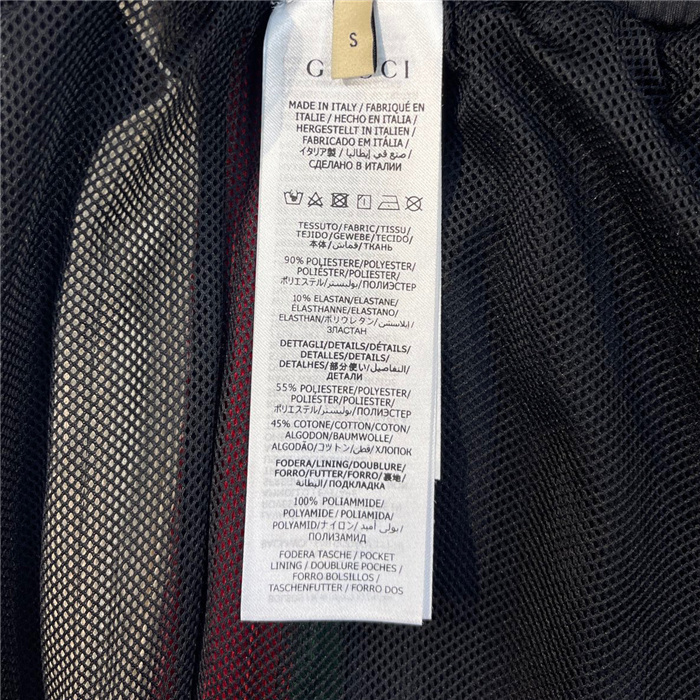 S
GUCCI
MADE IN ITALY / FABRIQUÉ EN
ITALIE / HECHO EN ITALIA /
HERGESTELLT IN ITALIEN /
FABRICADO EM ITÁLIA /
イタリア製 / صنع في إيطاليا /
СДЕЛАНО В ИТАЛИИ
TESSUTO/FABRIC/TISSU/
TEJIDO/GEWEBE/TECIDO/
本体/قماش/ТКАНЬ
90% POLIESTERE/POLYESTER/
POLYESTER/POLIÉSTER/
POLYESTER/POLIÉSTER/
ポリエステル/بوليستر/ПОЛИЭСТЕР
10% ELASTAN/ELASTANE/
ÉLASTHANNE/ELASTANO/
ELASTHAN/ポリウレタン/إيلاستين/
ЭЛАСТАН
DETTAGLI/DETAILS/DÉTAILS/
DETALLES/DETAILS/
DETALHES/部分使い/التفاصيل/
ДЕТАЛИ
55% POLIESTERE/POLYESTER/
POLYESTER/POLIÉSTER/
POLYESTER/POLIÉSTER/
ポリエステル/بوليستر/ПОЛИЭСТЕР
45% COTONE/COTTON/COTON/
ALGODON/BAUMWOLLE/
ALGODÃO/コットン/قطن/ХЛОПОК
FODERA/LINING/DOUBLURE/
FORRO/FUTTER/FORRO/裏地/
البطانة/ПОДКЛАДКА
100% POLIAMMIDE/
POLYAMIDE/POLIAMIDA/
POLYAMID/ナイロン/بولي أميد/
ПОЛИАМИД
FODERA TASCHE / POCKET
LINING / DOUBLURE POCHES /
FORRO BOLSILLOS /
TASCHENFUTTER / FORRO DOS